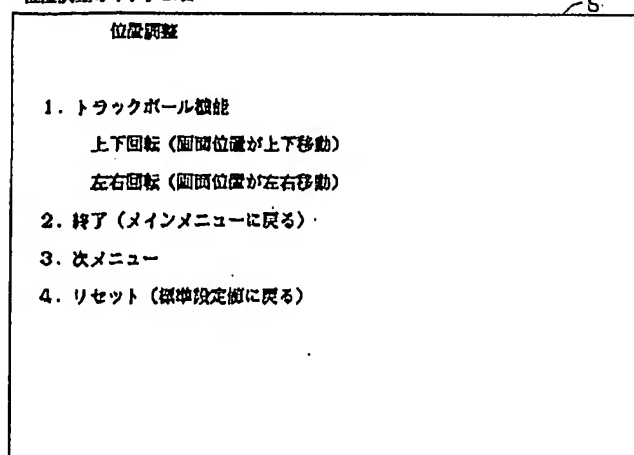 5
位置調整
1. トラックボール機能
上下回転（画面位置が上下移動）
左右回転（画面位置が左右移動）
2. 終了（メインメニューに戻る）
3. 次メニュー
4. リセット（標準設定値に戻る）